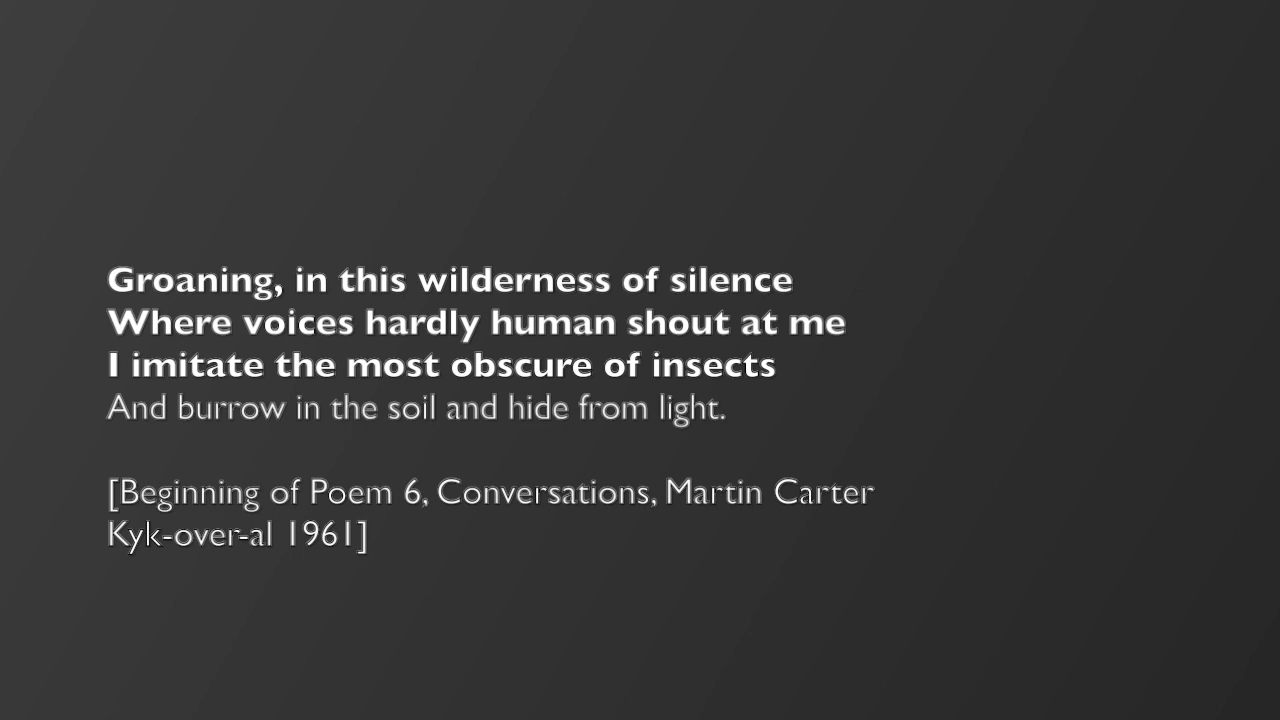 Groaning, in this wilderness of silence
Where voices hardly human shout at me
I imitate the most obscure of insects
And burrow in the soil and hide from light.
[Beginning of Poem 6, Conversations, Martin Carter
Kyk-over-al 1961]